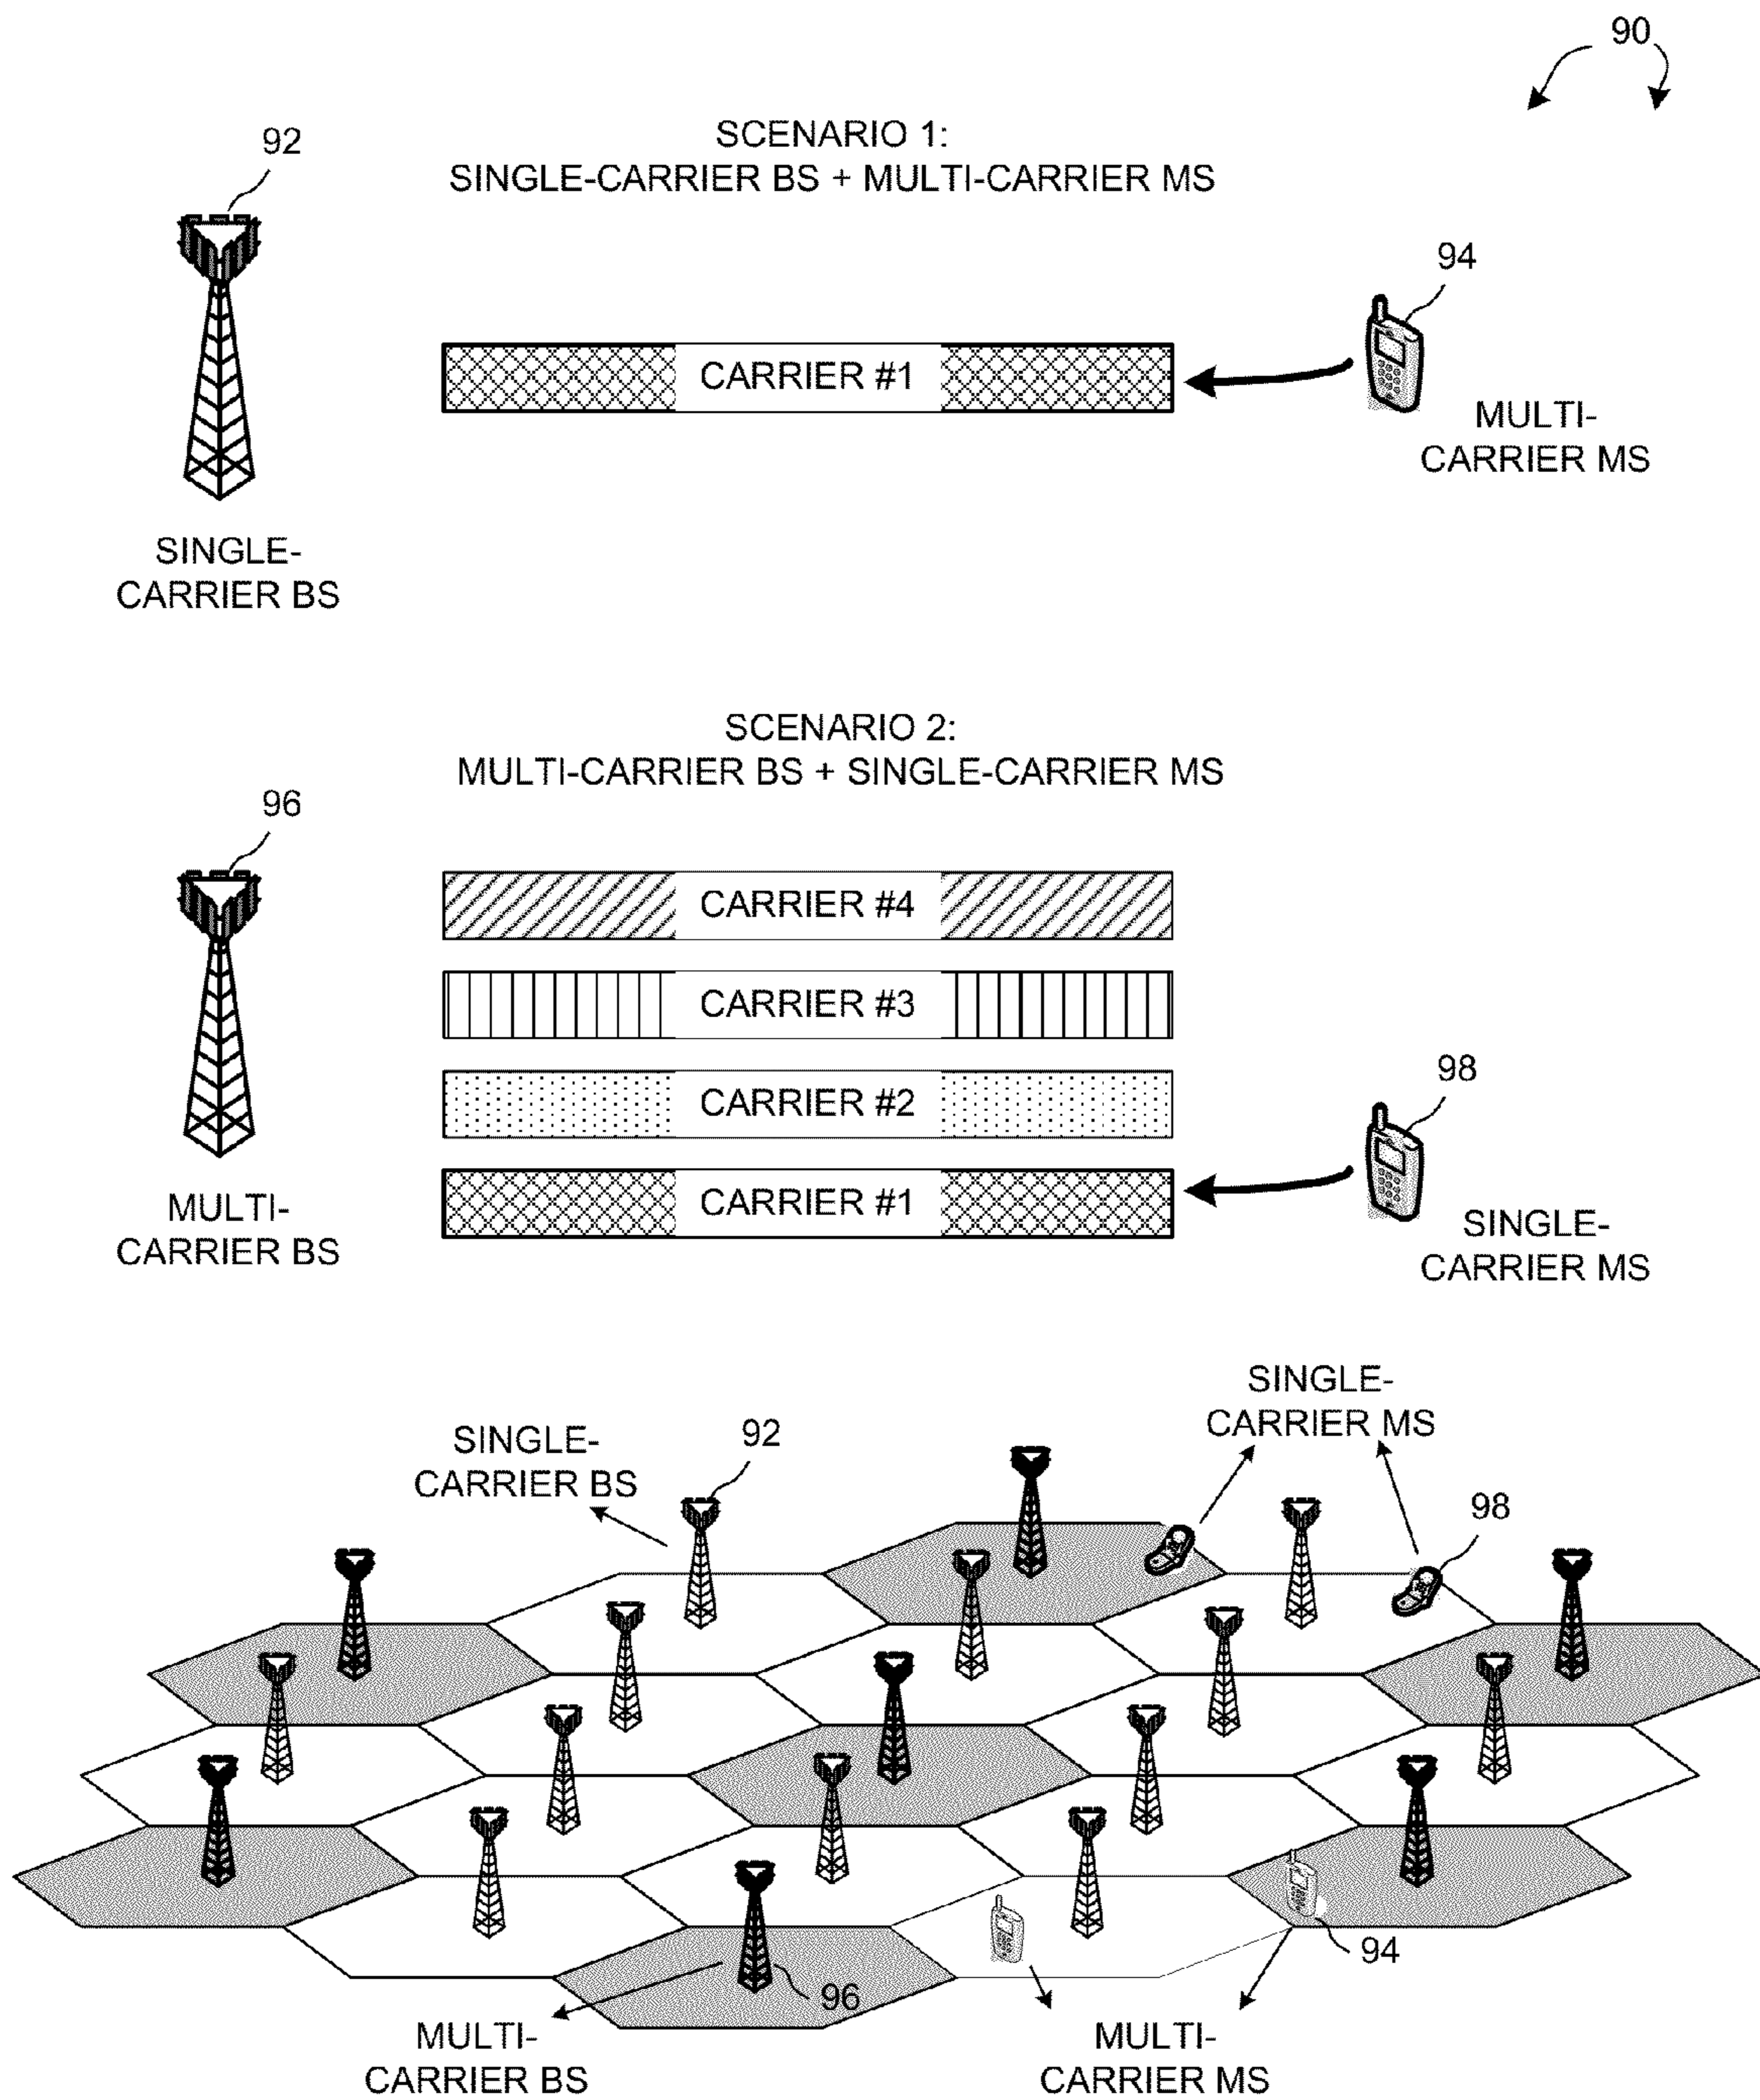 90
92
SCENARIO 1:
SINGLE-CARRIER BS + MULTI-CARRIER MS
94
CARRIER #1
MULTI-
CARRIER MS
SINGLE-
CARRIER BS
SCENARIO 2:
MULTI-CARRIER BS + SINGLE-CARRIER MS
96
CARRIER #4
CARRIER #3
CARRIER #2
98
CARRIER #1
MULTI-
CARRIER BS
SINGLE-
CARRIER MS
SINGLE-
CARRIER MS
SINGLE-
CARRIER BS
92
98
94
96
MULTI-
CARRIER BS
MULTI-
CARRIER MS